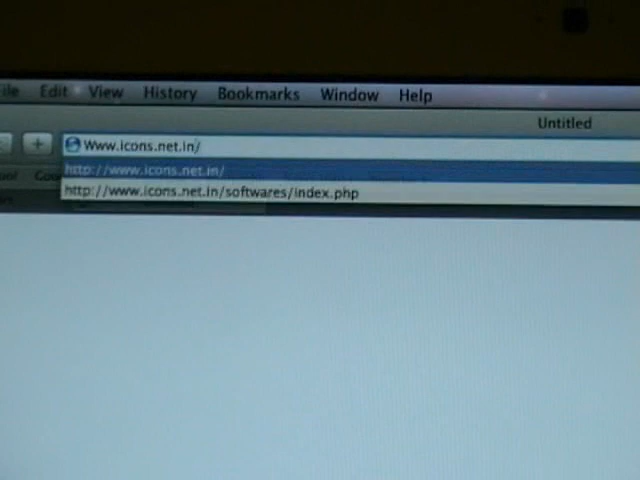 File Edit View History Bookmarks Window Help
Untitled
+ Www.icons.net.in/
http://www.icons.net.in/
http://www.icons.net.in/softwares/index.php